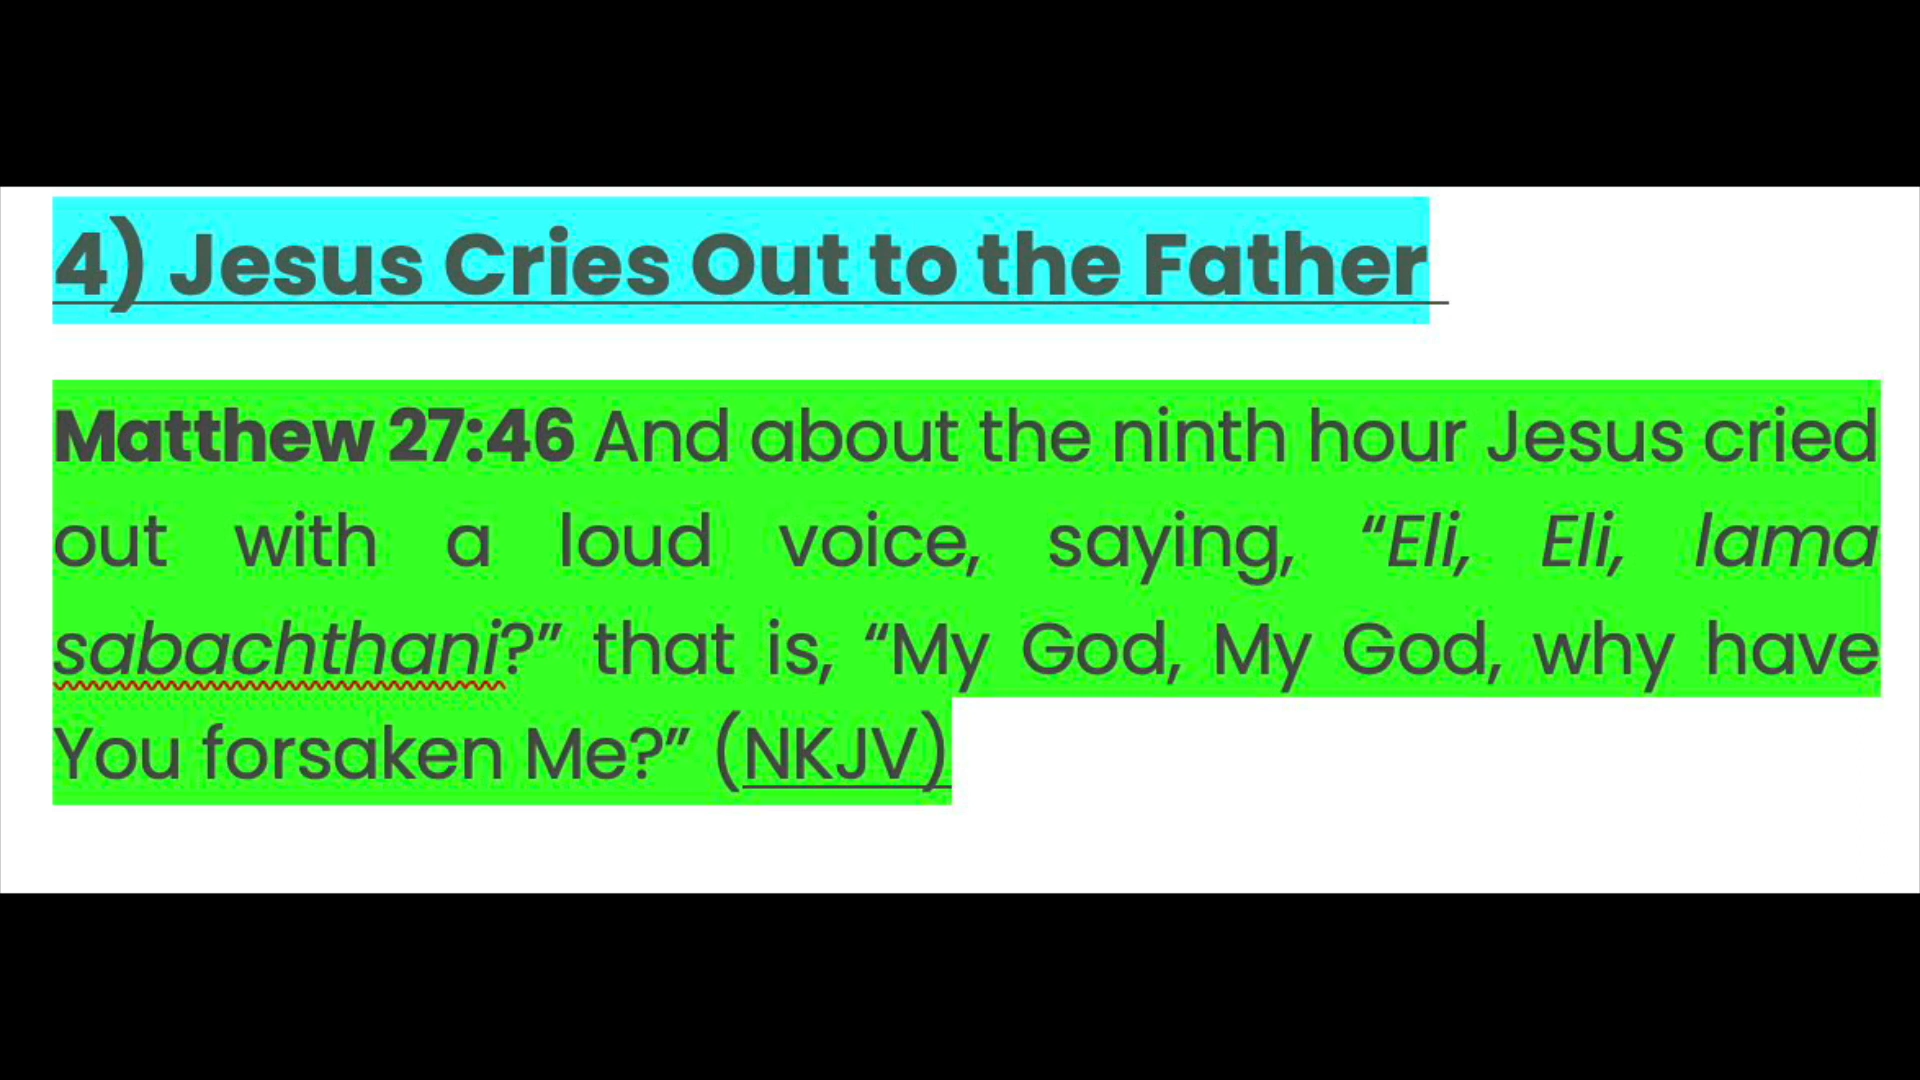 4) Jesus Cries Out to the Father
Matthew 27:46 And about the ninth hour Jesus cried
out with a loud voice, saying, “Eli, Eli, lama
sabachthani?” that is, “My God, My God, why have
You forsaken Me?” (NKJV)